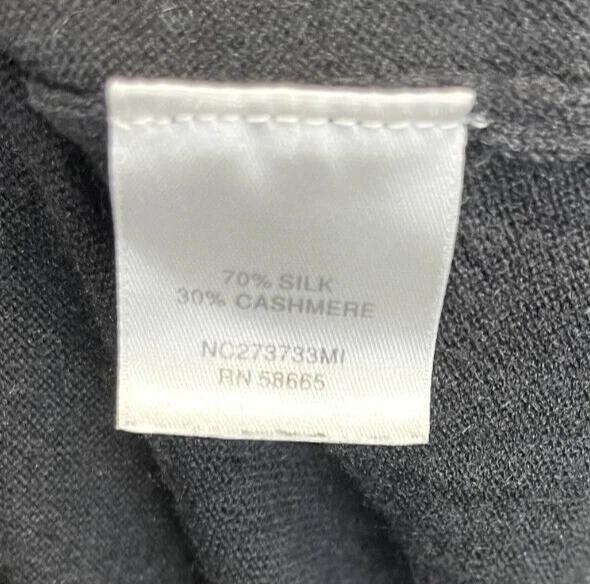 70% SILK
30% CASHMERE
NC273733MI
RN 58665